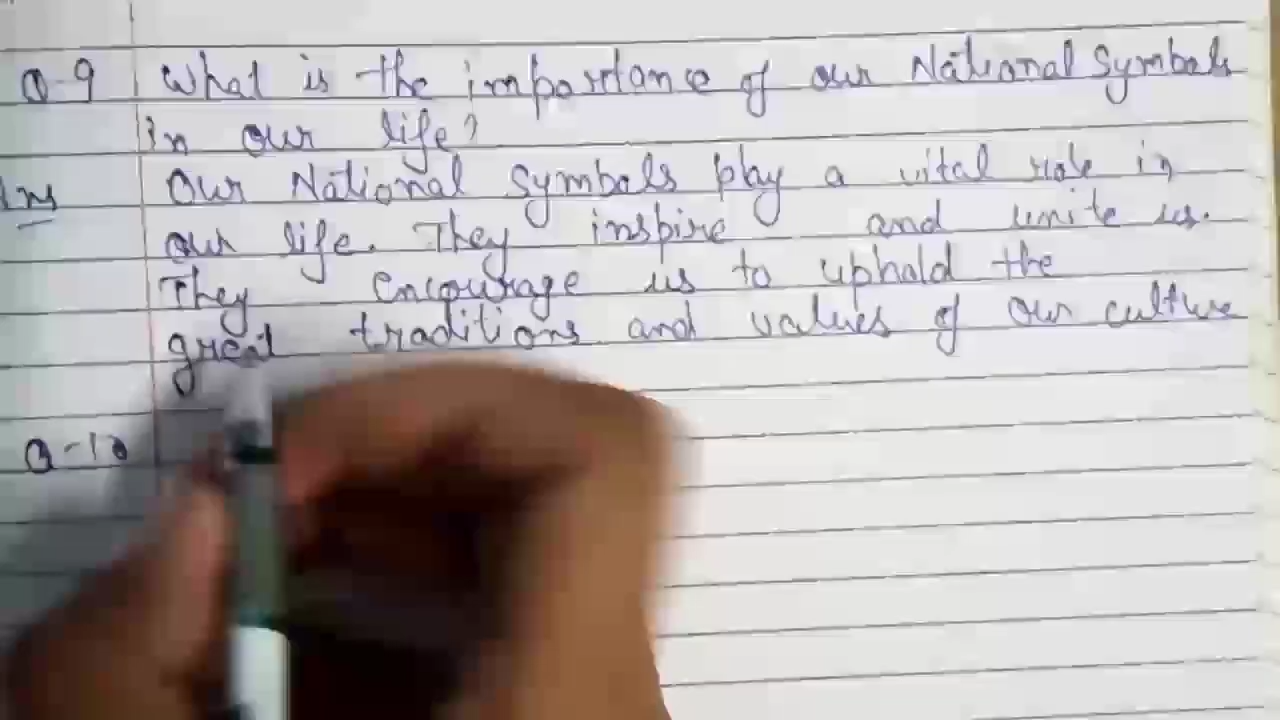 Q-9 What is the importance of our National Symbols
in our life?
Ans Our National Symbols play a vital role in
our life. They inspire and unite us.
They encourage us to uphold the
great traditions and values of our culture
Q-10